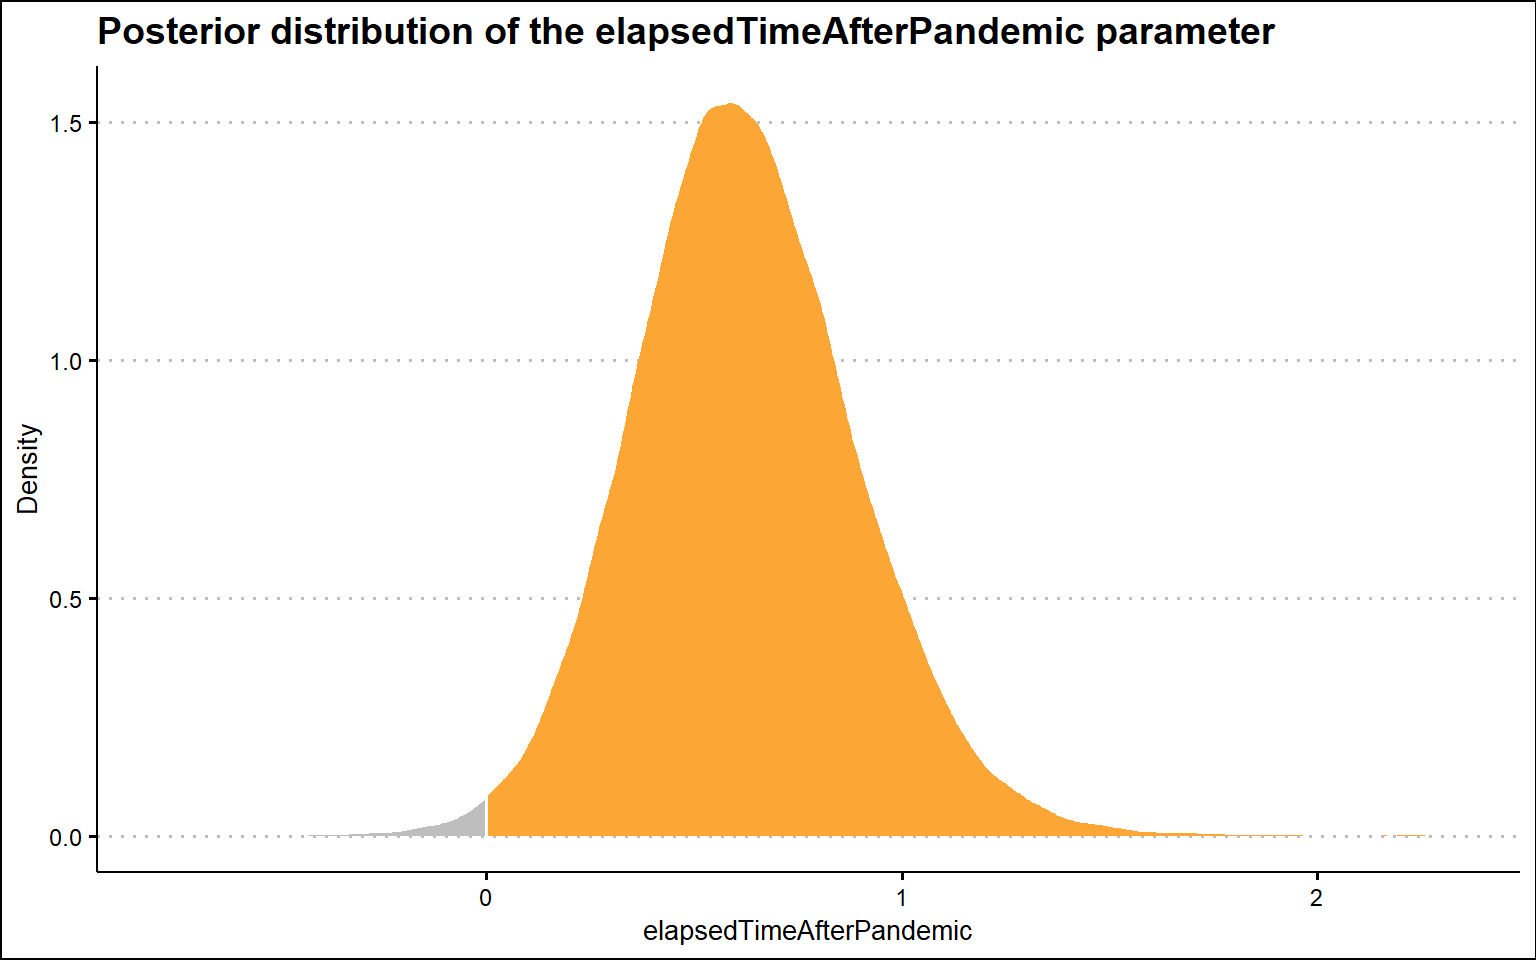 Posterior distribution of the elapsedTimeAfterPandemic parameter
1.5
1.0
0.5
0.0
Density
0
1
2
elapsedTimeAfterPandemic